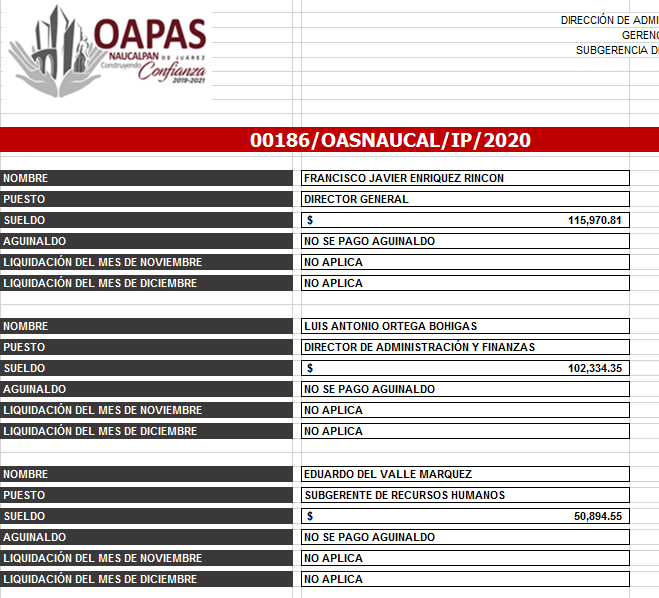 OAPAS
NAUCALPAN DE JUÁREZ
Construyendo
Confianza
2019-2021
DIRECCIÓN DE ADMI
GERENC
SUBGERENCIA D
00186/OASNAUCAL/IP/2020
NOMBRE FRANCISCO JAVIER ENRIQUEZ RINCON
PUESTO DIRECTOR GENERAL
SUELDO $ 115,970.81
AGUINALDO NO SE PAGO AGUINALDO
LIQUIDACIÓN DEL MES DE NOVIEMBRE NO APLICA
LIQUIDACIÓN DEL MES DE DICIEMBRE NO APLICA
NOMBRE LUIS ANTONIO ORTEGA BOHIGAS
PUESTO DIRECTOR DE ADMINISTRACIÓN Y FINANZAS
SUELDO $ 102,334.35
AGUINALDO NO SE PAGO AGUINALDO
LIQUIDACIÓN DEL MES DE NOVIEMBRE NO APLICA
LIQUIDACIÓN DEL MES DE DICIEMBRE NO APLICA
NOMBRE EDUARDO DEL VALLE MARQUEZ
PUESTO SUBGERENTE DE RECURSOS HUMANOS
SUELDO $ 50,894.55
AGUINALDO NO SE PAGO AGUINALDO
LIQUIDACIÓN DEL MES DE NOVIEMBRE NO APLICA
LIQUIDACIÓN DEL MES DE DICIEMBRE NO APLICA